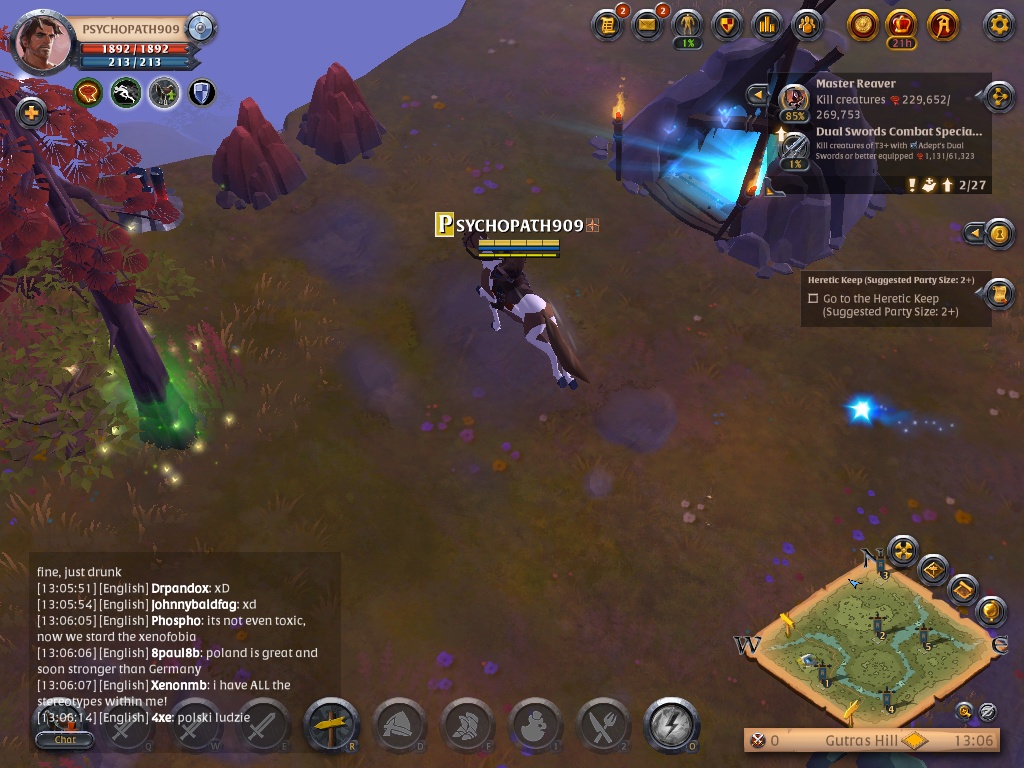 PSYCHOPATH909
1892 / 1892
213 / 213
2
2
1%
21h
Master Reaver
Kill creatures 229,652/
269,753
85%
Dual Swords Combat Specia...
Kill creatures of T3+ with Adept's Dual
Swords or better equipped 1,131/61,323
1%
2/27
PSYCHOPATH909
Heretic Keep (Suggested Party Size: 2+)
Go to the Heretic Keep
(Suggested Party Size: 2+)
fine, just drunk
[13:05:51] [English] Drpandox: xD
[13:05:54] [English] johnnybaldfag: xd
[13:06:05] [English] Phospho: its not even toxic,
now we stard the xenofobia
[13:06:06] [English] 8paul8b: poland is great and
soon stronger than Germany
[13:06:07] [English] Xenonmb: i have ALL the
stereotypes within me!
[13:06:14] [English] 4xe: polski ludzie
Chat
Q
W
E
R
D
F
1
2
O
N
W
E
3
2
5
1
4
0
Gutras Hill
13:06